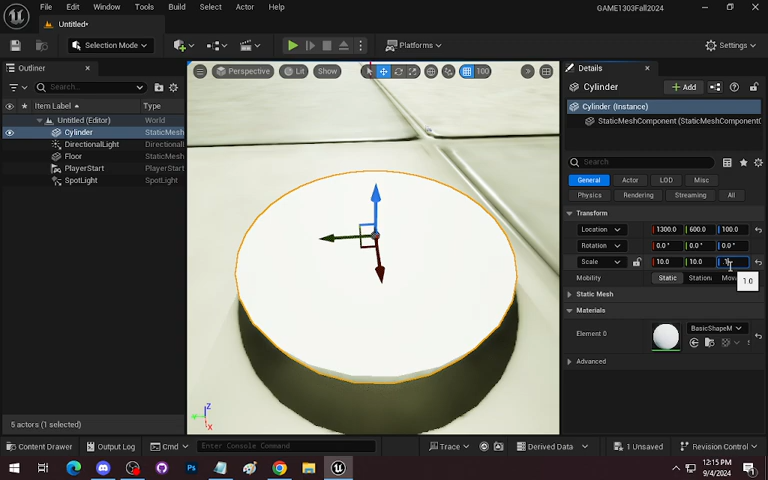 File Edit Window Tools Build Select Actor Help
GAME1303Fall2024
Untitled*
Selection Mode
Platforms
Settings
Outliner
Perspective
Lit
Show
100
Details
Search...
Cylinder
Add
Item Label
Type
Untitled (Editor)
World
Cylinder (Instance)
Cylinder
StaticMesh
StaticMeshComponent (StaticMeshComponent0
DirectionalLight
Directional
Floor
StaticMesh
Search
PlayerStart
PlayerStart
SpotLight
SpotLight
General
Actor
LOD
Misc
Physics
Rendering
Streaming
All
Transform
Location
1300.0
600.0
100.0
Rotation
0.0 °
0.0 °
0.0 °
Scale
10.0
10.0
Mobility
Static
Station
1.0
Static Mesh
Materials
Element 0
BasicShapeM
Advanced
5 actors (1 selected)
Z
X
Content Drawer
Output Log
Cmd
Enter Console Command
Trace
Derived Data
1 Unsaved
Revision Control
12:15 PM
9/4/2024